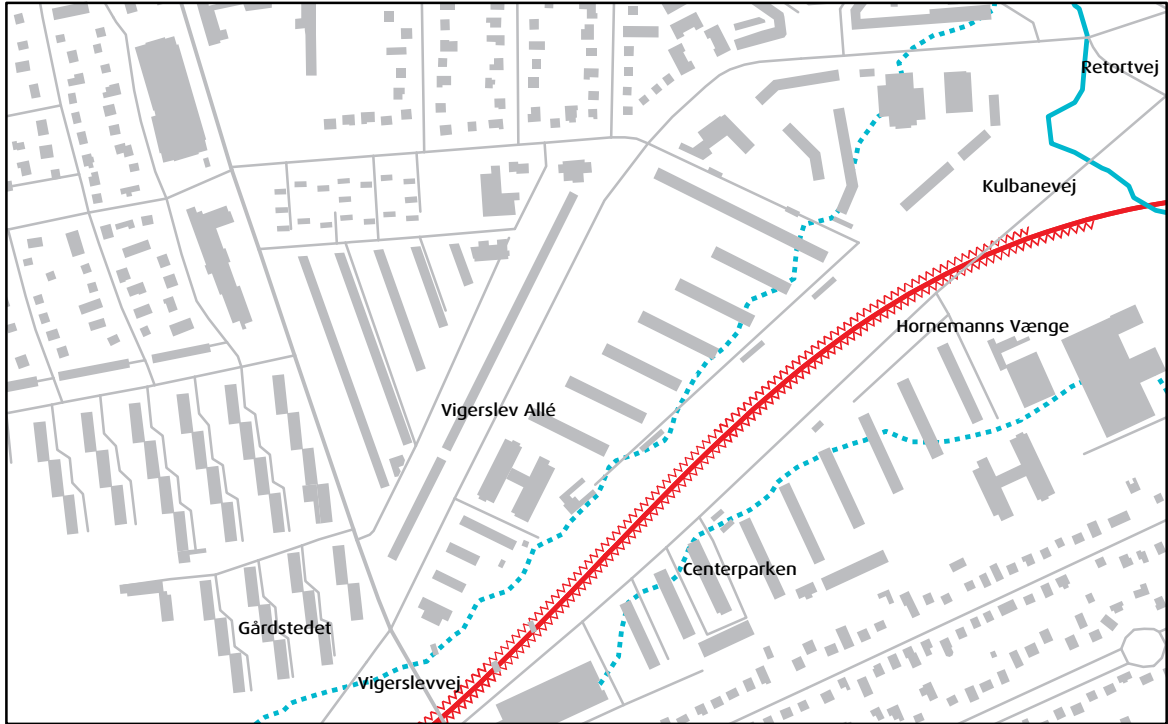 Retortvej
Kulbanevej
Hornemanns Vænge
Vigerslev Allé
Centerparken
Gårdstedet
Vigerslevvej